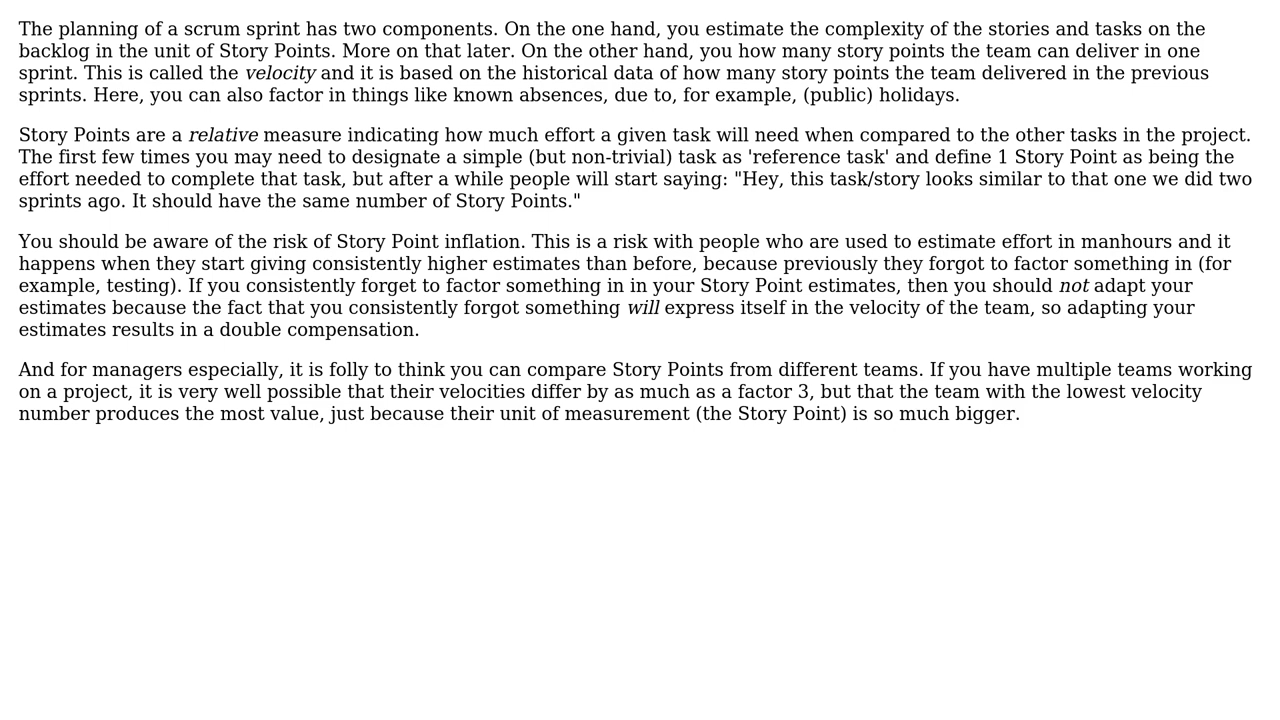 The planning of a scrum sprint has two components. On the one hand, you estimate the complexity of the stories and tasks on the
backlog in the unit of Story Points. More on that later. On the other hand, you how many story points the team can deliver in one
sprint. This is called the velocity and it is based on the historical data of how many story points the team delivered in the previous
sprints. Here, you can also factor in things like known absences, due to, for example, (public) holidays.
Story Points are a relative measure indicating how much effort a given task will need when compared to the other tasks in the project.
The first few times you may need to designate a simple (but non-trivial) task as 'reference task' and define 1 Story Point as being the
effort needed to complete that task, but after a while people will start saying: "Hey, this task/story looks similar to that one we did two
sprints ago. It should have the same number of Story Points."
You should be aware of the risk of Story Point inflation. This is a risk with people who are used to estimate effort in manhours and it
happens when they start giving consistently higher estimates than before, because previously they forgot to factor something in (for
example, testing). If you consistently forget to factor something in in your Story Point estimates, then you should not adapt your
estimates because the fact that you consistently forgot something will express itself in the velocity of the team, so adapting your
estimates results in a double compensation.
And for managers especially, it is folly to think you can compare Story Points from different teams. If you have multiple teams working
on a project, it is very well possible that their velocities differ by as much as a factor 3, but that the team with the lowest velocity
number produces the most value, just because their unit of measurement (the Story Point) is so much bigger.